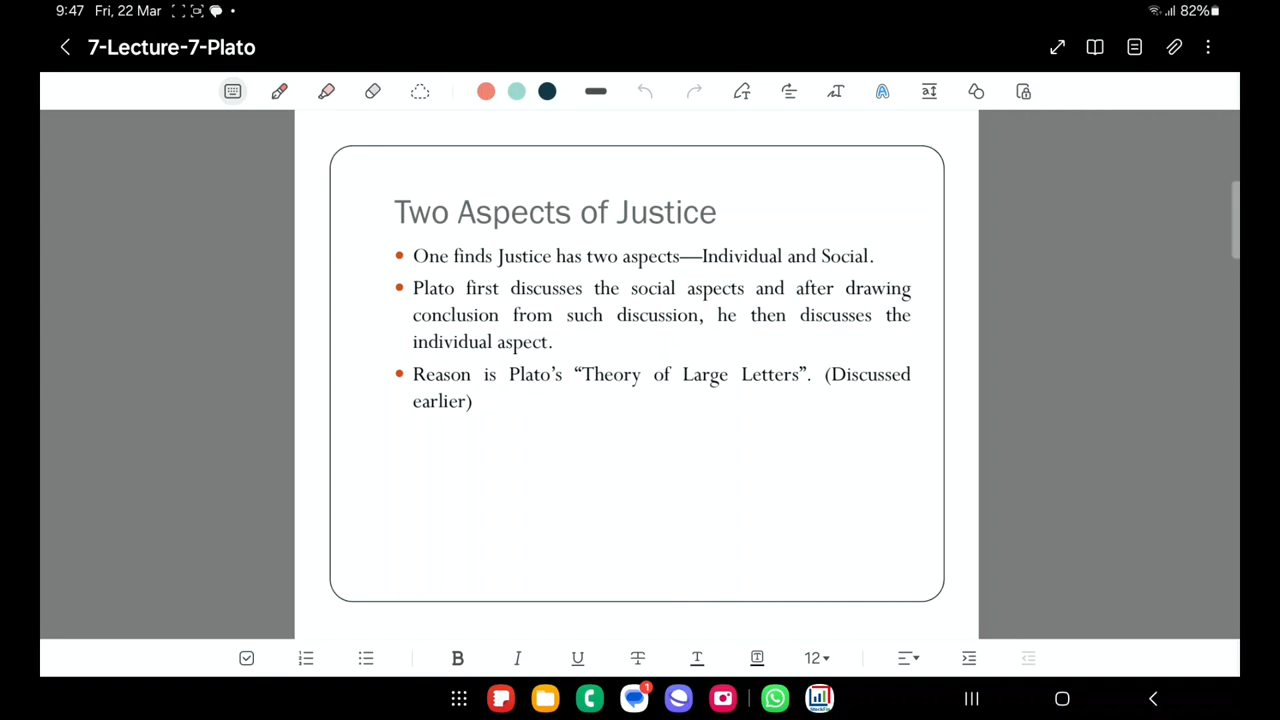 9:47 Fri, 22 Mar
82%
7-Lecture-7-Plato
Two Aspects of Justice
• One finds Justice has two aspects—Individual and Social.
• Plato first discusses the social aspects and after drawing
conclusion from such discussion, he then discusses the
individual aspect.
• Reason is Plato’s “Theory of Large Letters”. (Discussed
earlier)
B I U T T T 12
1